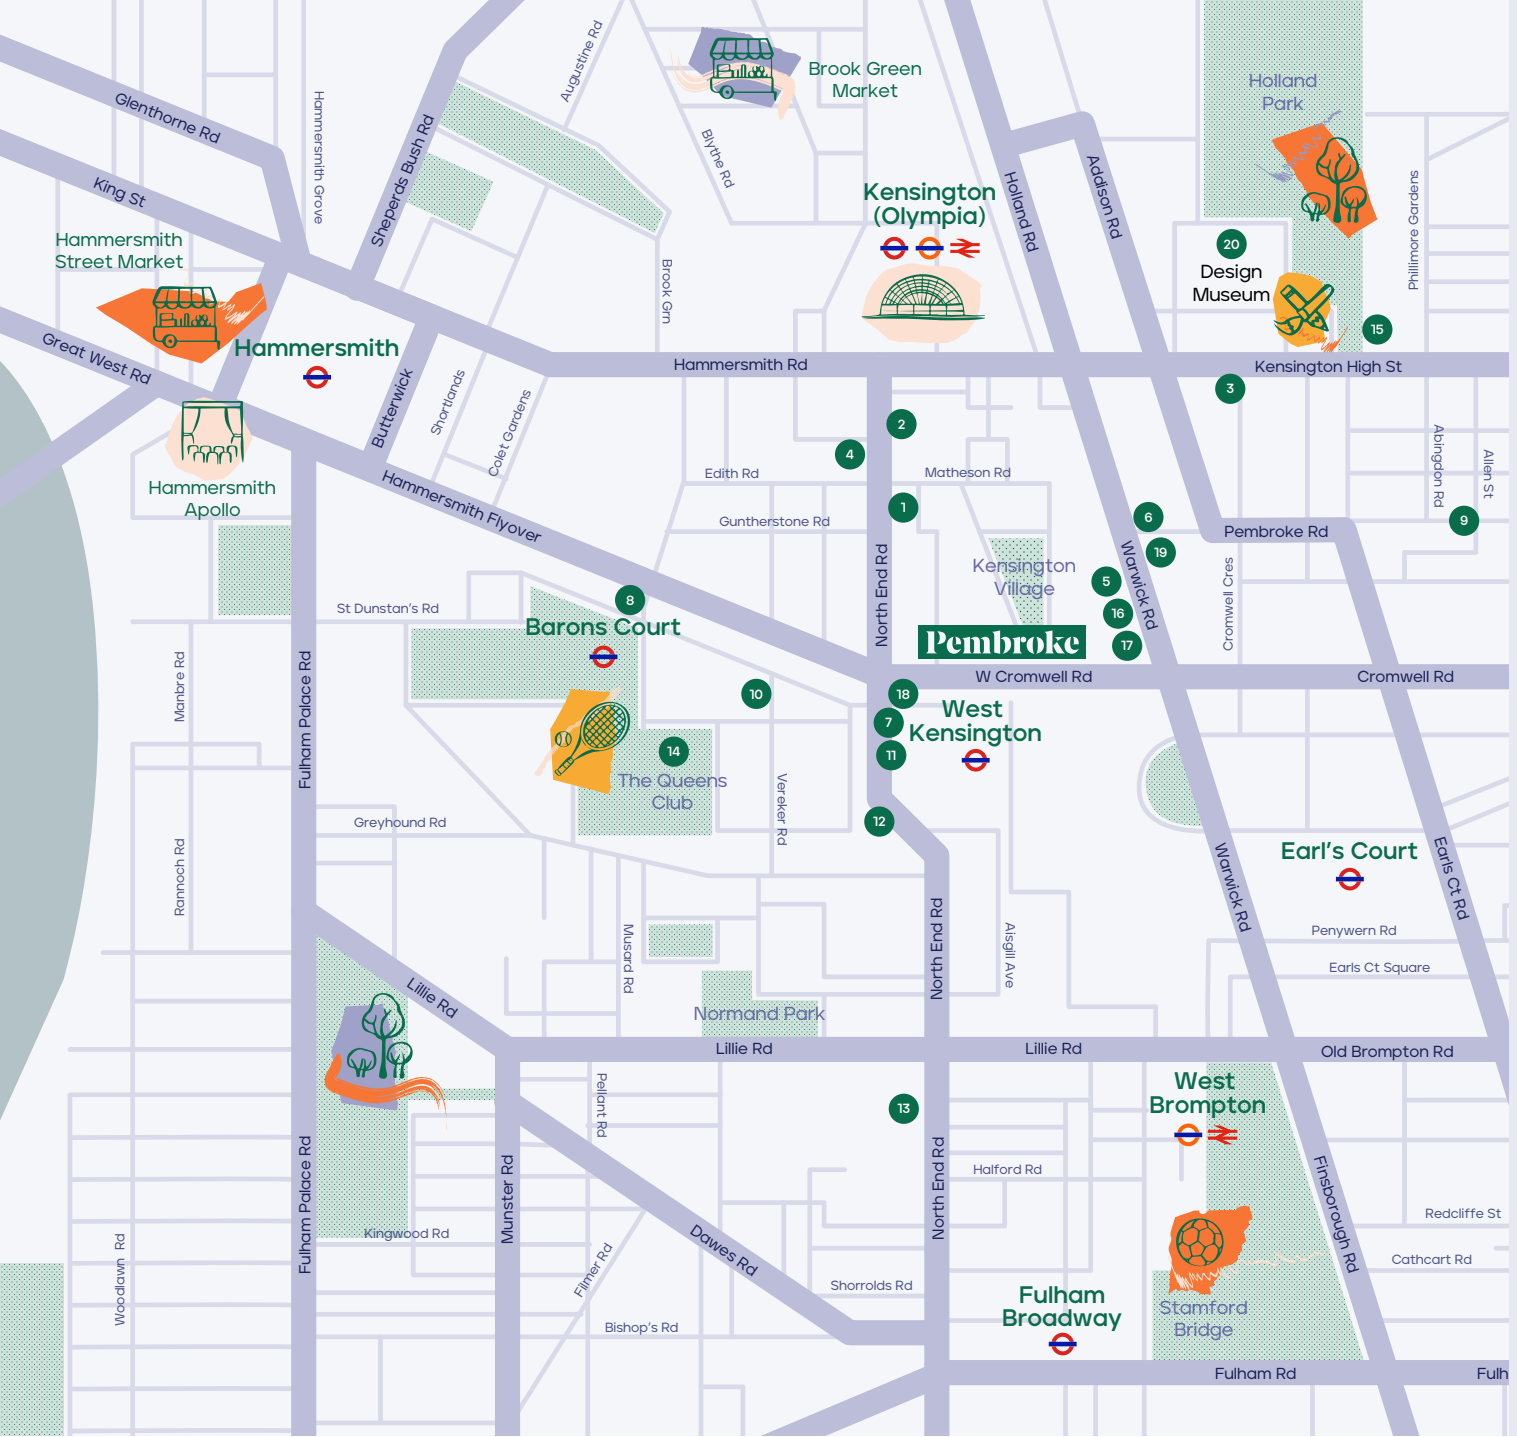 Augustine Rd
Brook Green
Market
Holland
Park
Glenthorne Rd
Hammersmith Grove
Sheperds Bush Rd
Blythe Rd
Addison Rd
Holland Rd
Phillimore Gardens
King St
Kensington
(Olympia)
Hammersmith
Street Market
20
Design
Museum
Brook Grn
15
Great West Rd
Hammersmith
Hammersmith Rd
Kensington High St
3
Butterwick
Shortlands
Colet Gardens
2
4
Abingdon Rd
Allen St
Edith Rd
Matheson Rd
Hammersmith
Apollo
Hammersmith Flyover
1
6
9
Guntherstone Rd
Pembroke Rd
19
North End Rd
Kensington
Village
5
Warwick Rd
Cromwell Cres
St Dunstan's Rd
8
16
Barons Court
Pembroke
17
Mambre Rd
Fulham Palace Rd
W Cromwell Rd
Cromwell Rd
10
18
West
Kensington
7
14
11
The Queens
Club
Vereker Rd
Greyhound Rd
12
Rannoch Rd
Earl's Court
Warwick Rd
Earls Ct Rd
Musard Rd
North End Rd
Aisgill Ave
Penywern Rd
Earls Ct Square
Lillie Rd
Normand Park
Lillie Rd
Lillie Rd
Old Brompton Rd
Pellant Rd
13
West
Brompton
Fulham Palace Rd
Munster Rd
North End Rd
Halford Rd
Finsborough Rd
Redcliffe St
Kingwood Rd
Woodlawn Rd
Filmer Rd
Dawes Rd
Cathcart Rd
Shorrolds Rd
Fulham
Broadway
Stamford
Bridge
Bishop's Rd
Fulham Rd
Fulh